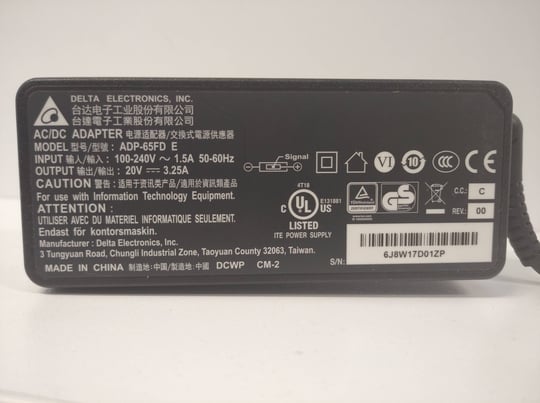 DELTA ELECTRONICS, INC.
台达电子工业股份有限公司
台達電子工業股份有限公司
AC/DC ADAPTER 电源适配器/交換式電源供應器
MODEL 型号/型號: ADP-65FD E
INPUT 输入/輸入: 100-240V ～ 1.5A 50-60Hz
OUTPUT 输出/輸出: 20V ⎓ 3.25A
CAUTION 警告: 适用于资讯类产品/適用於資訊類產品
For use with Information Technology Equipment.
ATTENTION :
UTILISER AVEC DU MATERIEL INFORMATIQUE SEULEMENT.
Endast för kontorsmaskin.
Manufacturer : Delta Electronics, Inc.
3 Tungyuan Road, Chungli Industrial Zone, Taoyuan County 32063, Taiwan.
MADE IN CHINA 制造地: 中国/製造地: 中國 DCWP CM-2
Signal
VI
10
CCC
CE
4T18
C UL US
E131881
LISTED
ITE POWER SUPPLY
TÜVRheinland
CERTIFIED
GS
C.C.: C
REV.: 00
S/N:
6J8W17D01ZP